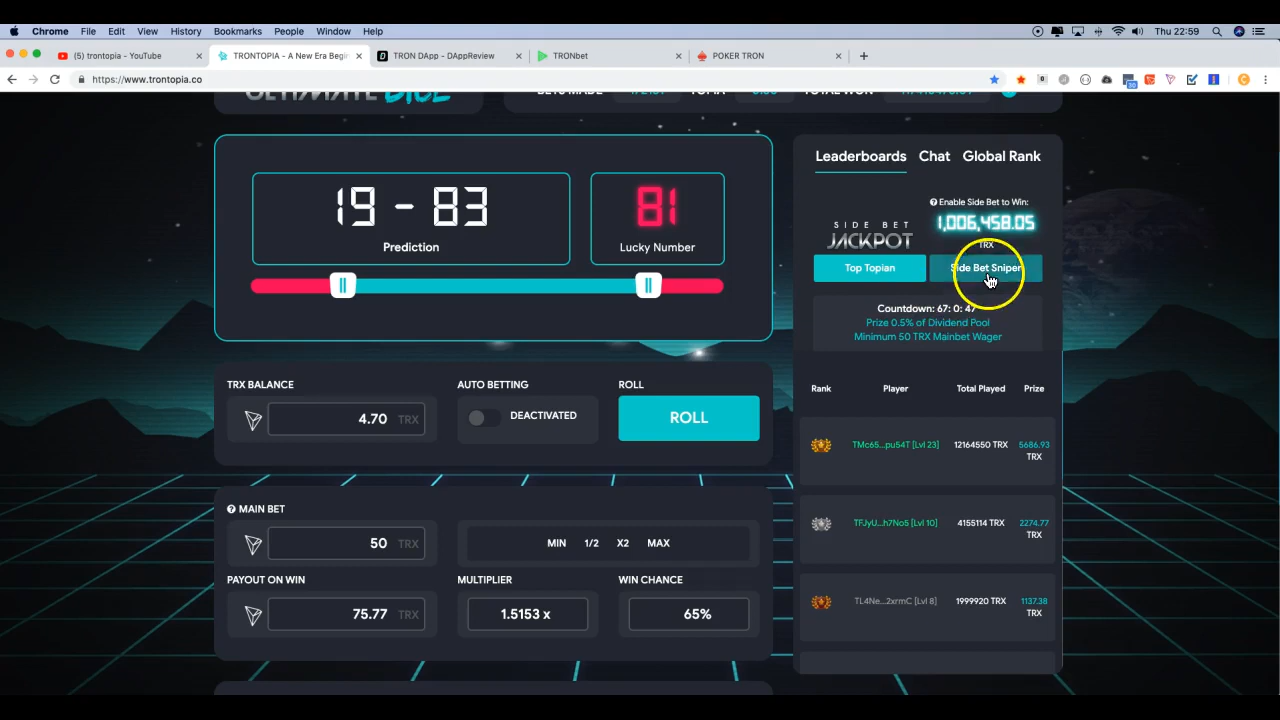 Chrome File Edit View History Bookmarks People Window Help Thu 22:59
(5) trontopia - YouTube
TRONTOPIA - A New Era Begin
TRON DApp - DAppReview
TRONbet
POKER TRON
https://www.trontopia.co
ULTIMATE DICE
BETS MADE TOPIA TOTAL WON
19 - 83
Prediction
81
Lucky Number
Leaderboards Chat Global Rank
Enable Side Bet to Win:
SIDE BET
JACKPOT
1,006,458.05
TRX
Top Topian
Side Bet Sniper
Countdown: 67: 0: 47
Prize 0.5% of Dividend Pool
Minimum 50 TRX Mainbet Wager
Rank Player Total Played Prize
TMc65...pu54T [Lvl 23] 12164550 TRX 5686.93
TRX
TFJyU...h7No5 [Lvl 10] 4155114 TRX 2274.77
TRX
TL4Ne...2xrmC [Lvl 8] 1999920 TRX 1137.38
TRX
TRX BALANCE
4.70 TRX
AUTO BETTING
DEACTIVATED
ROLL
ROLL
MAIN BET
50 TRX
MIN 1/2 X2 MAX
PAYOUT ON WIN
75.77 TRX
MULTIPLIER
1.5153 x
WIN CHANCE
65%